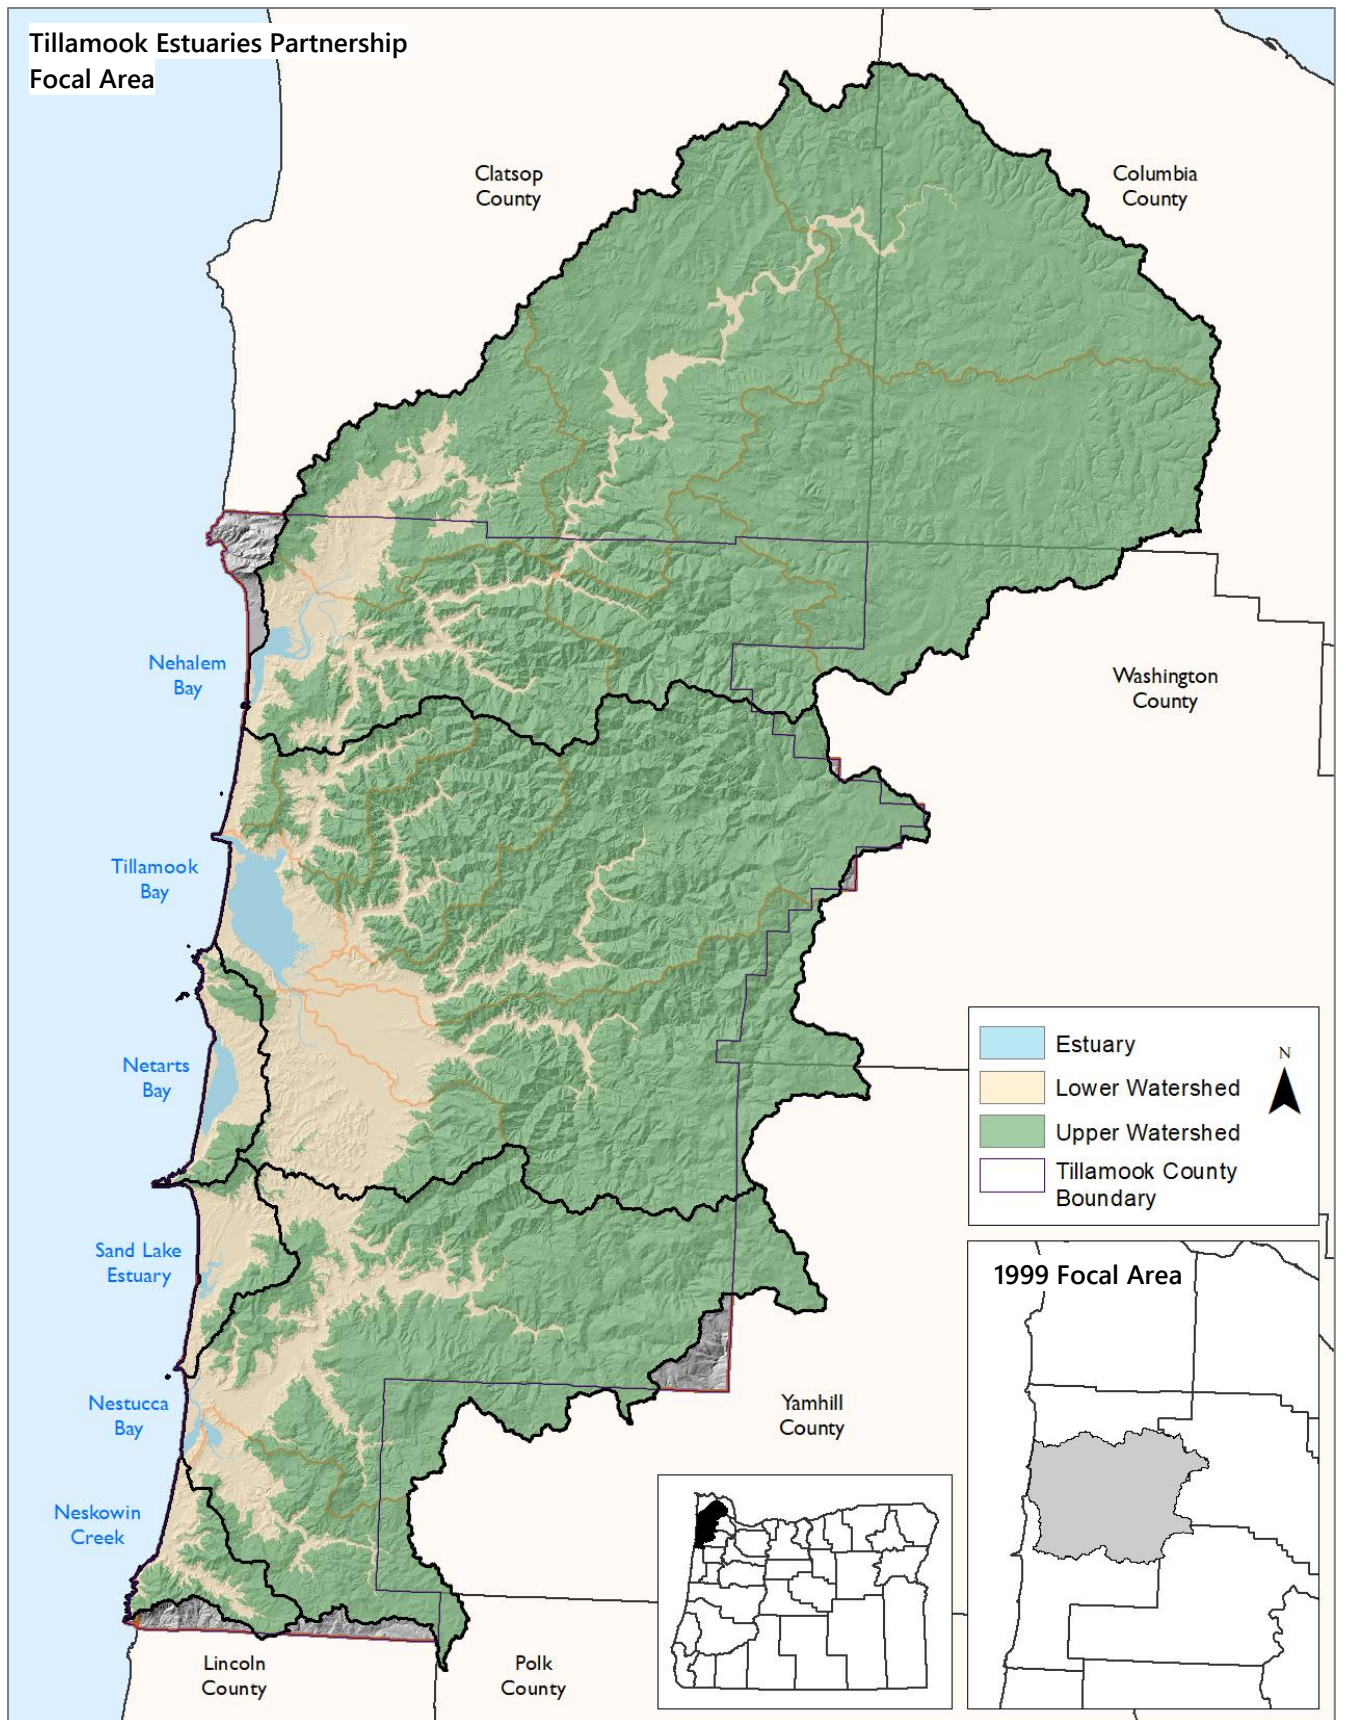 Tillamook Estuaries Partnership
Focal Area
Clatsop
County
Columbia
County
Nehalem
Bay
Washington
County
Tillamook
Bay
Netarts
Bay
Sand Lake
Estuary
Nestucca
Bay
Neskowin
Creek
Yamhill
County
Lincoln
County
Polk
County
Estuary
Lower Watershed
Upper Watershed
Tillamook County
Boundary
N
1999 Focal Area